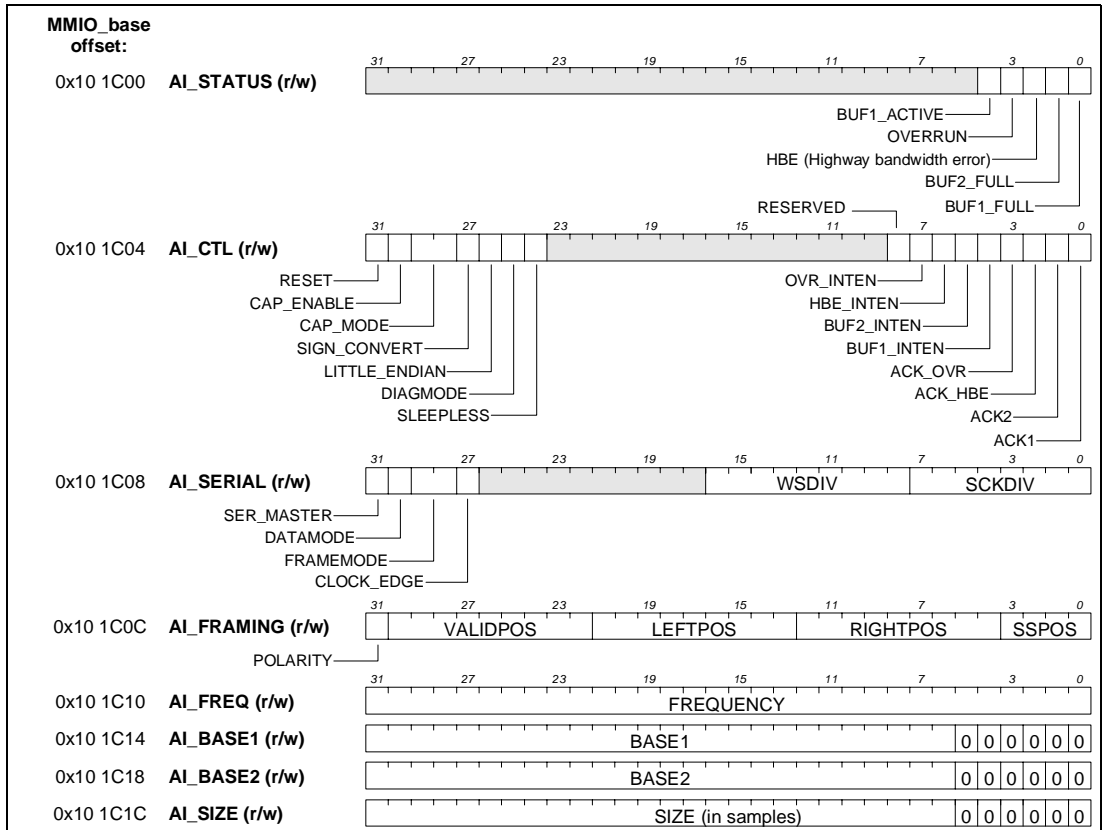 MMIO_base
offset:
31 27 23 19 15 11 7 3 0
0x10 1C00 AI_STATUS (r/w)
BUF1_ACTIVE
OVERRUN
HBE (Highway bandwidth error)
BUF2_FULL
RESERVED BUF1_FULL
31 27 23 19 15 11 7 3 0
0x10 1C04 AI_CTL (r/w)
RESET OVR_INTEN
CAP_ENABLE HBE_INTEN
CAP_MODE BUF2_INTEN
SIGN_CONVERT BUF1_INTEN
LITTLE_ENDIAN ACK_OVR
DIAGMODE ACK_HBE
SLEEPLESS ACK2
ACK1
31 27 23 19 15 11 7 3 0
0x10 1C08 AI_SERIAL (r/w) WSDIV SCKDIV
SER_MASTER
DATAMODE
FRAMEMODE
CLOCK_EDGE
31 27 23 19 15 11 7 3 0
0x10 1C0C AI_FRAMING (r/w) VALIDPOS LEFTPOS RIGHTPOS SSPOS
POLARITY
31 27 23 19 15 11 7 3 0
0x10 1C10 AI_FREQ (r/w) FREQUENCY
0x10 1C14 AI_BASE1 (r/w) BASE1 0 0 0 0 0 0
0x10 1C18 AI_BASE2 (r/w) BASE2 0 0 0 0 0 0
0x10 1C1C AI_SIZE (r/w) SIZE (in samples) 0 0 0 0 0 0